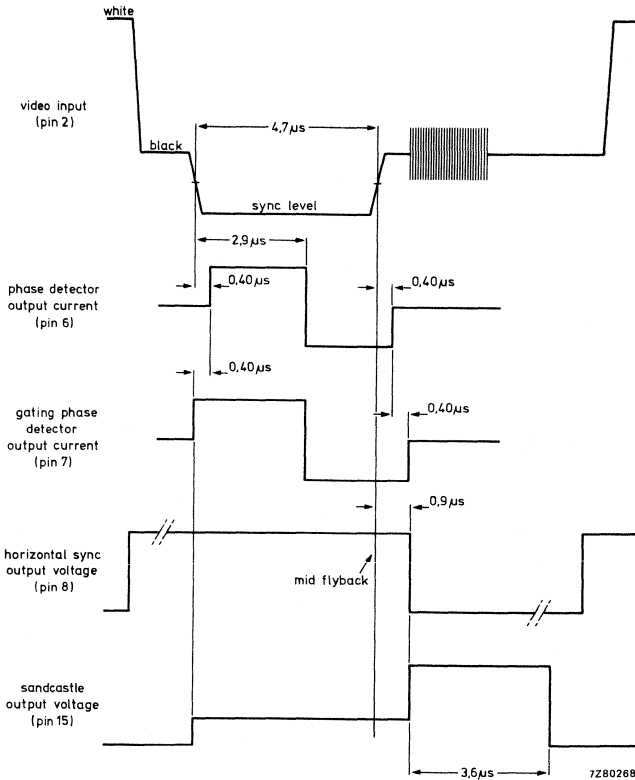 white
video input
(pin 2)
4,7µs
black
sync level
2,9µs
0,40µs
0,40µs
phase detector
output current
(pin 6)
0,40µs
0,40µs
gating phase
detector
output current
(pin 7)
0,9µs
horizontal sync
output voltage
(pin 8)
mid flyback
sandcastle
output voltage
(pin 15)
3,6µs
7Z80268